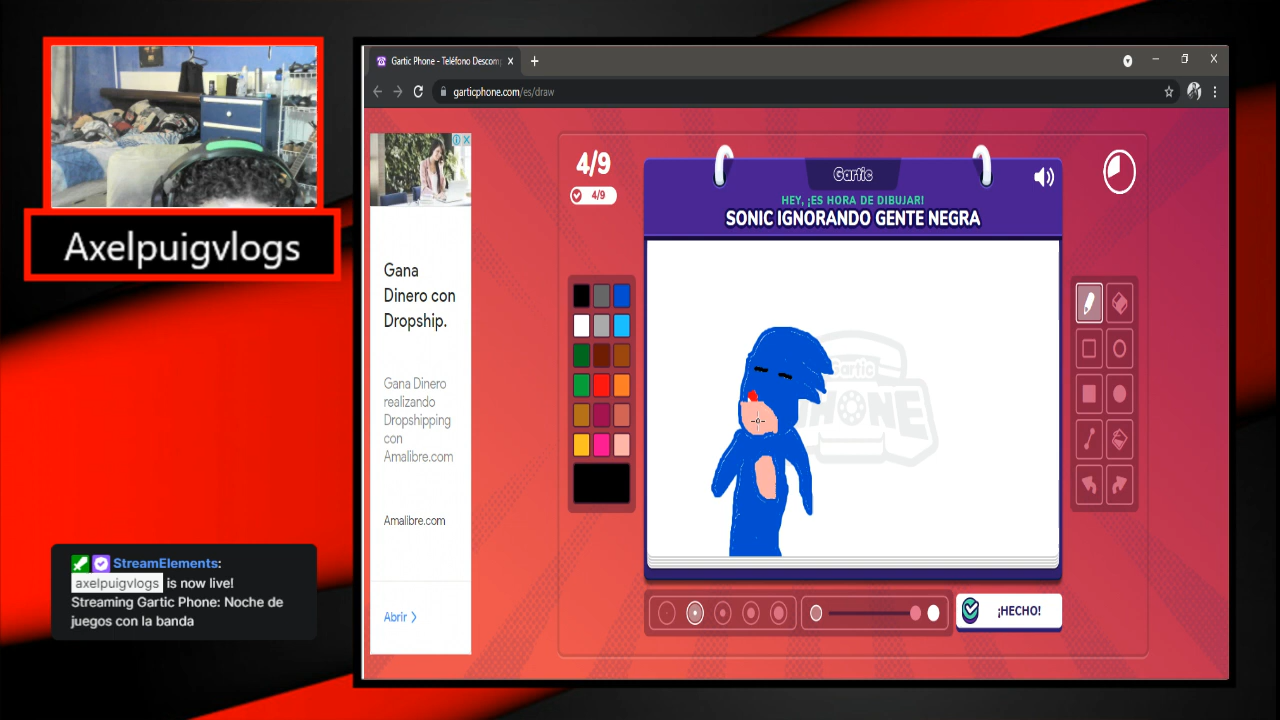 Axelpuigvlogs
StreamElements:
axelpuigvlogs is now live!
Streaming Gartic Phone: Noche de
juegos con la banda
Gartic Phone - Teléfono Descomp
garticphone.com/es/draw
Gana
Dinero con
Dropship.
Gana Dinero
realizando
Dropshipping
con
Amalibre.com
Amalibre.com
Abrir
4/9
4/9
Gartic
HEY, ¡ES HORA DE DIBUJAR!
SONIC IGNORANDO GENTE NEGRA
Gartic
PHONE
¡HECHO!